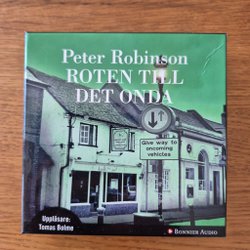 Peter Robinson
ROTEN TILL
DET ONDA
Give way to
oncoming
vehicles
Uppläsare:
Tomas Bolme
BONNIER AUDIO